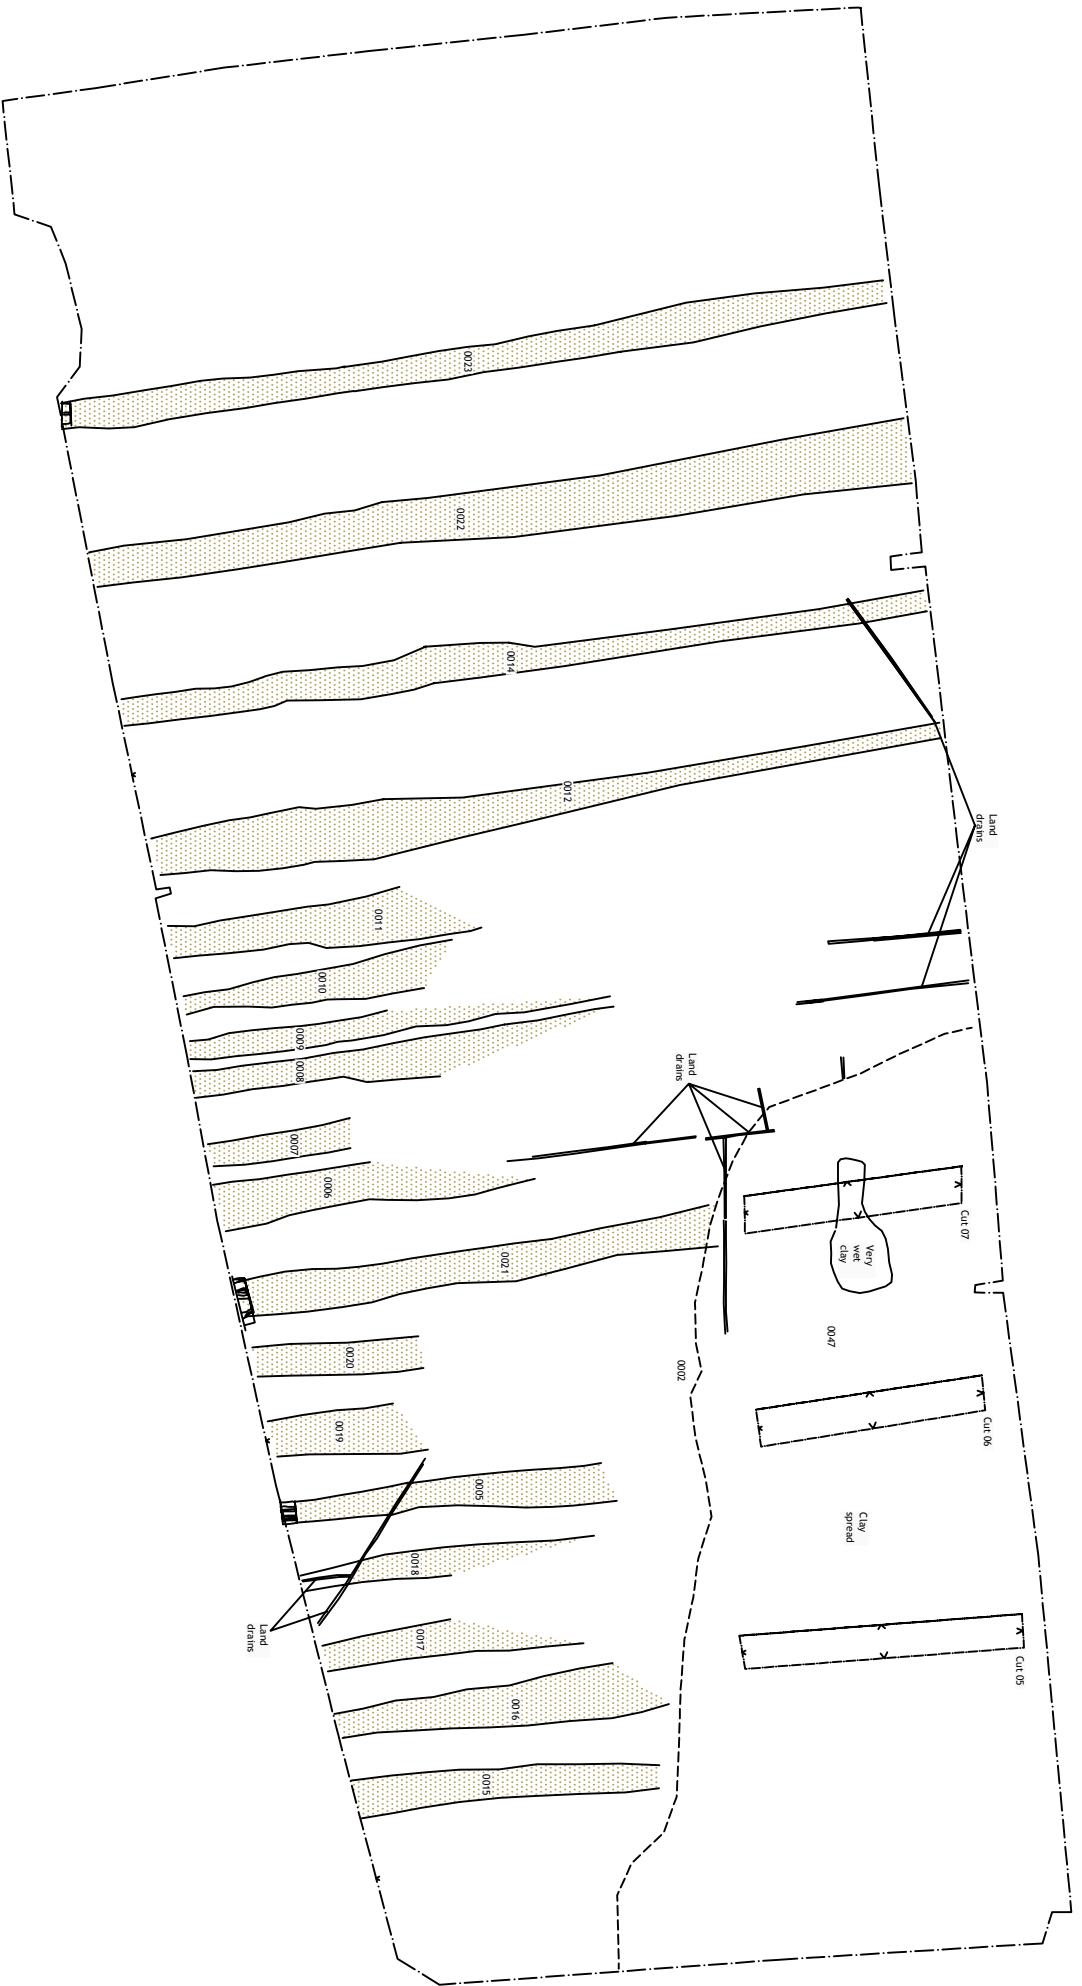 0023
0022
0014
0012
Land
drains
0011
0010
0009
0008
Land
drains
0007
0006
Cut 07
Very
wet
clay
0021
0047
0020
0002
0019
Cut 06
0005
Clay
spread
0018
Land
drains
0017
Cut 05
0016
0015